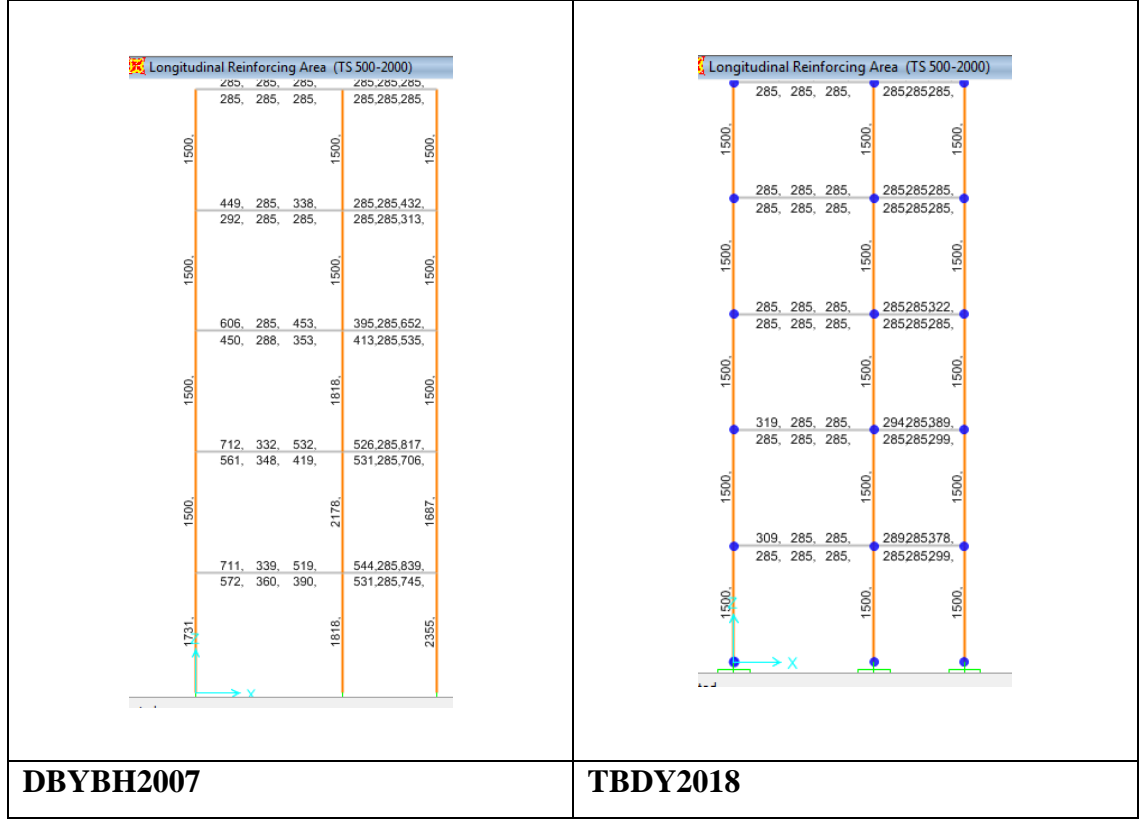 Longitudinal Reinforcing Area (TS 500-2000)
285, 285, 285, 285,285,285,
285, 285, 285, 285,285,285,
1500, 1500, 1500,
449, 285, 338, 285,285,432,
292, 285, 285, 285,285,313,
1500, 1500, 1500,
606, 285, 453, 395,285,652,
450, 288, 353, 413,285,535,
1500, 1818, 1500,
712, 332, 532, 526,285,817,
561, 348, 419, 531,285,706,
1500, 2178, 1687,
711, 339, 519, 544,285,839,
572, 360, 390, 531,285,745,
1731, 1818, 2355,
Z
X
DBYBH2007
Longitudinal Reinforcing Area (TS 500-2000)
285, 285, 285, 285285285,
1500, 1500, 1500,
285, 285, 285, 285285285,
285, 285, 285, 285285285,
1500, 1500, 1500,
285, 285, 285, 285285322,
285, 285, 285, 285285285,
1500, 1500, 1500,
319, 285, 285, 294285389,
285, 285, 285, 285285299,
1500, 1500, 1500,
309, 285, 285, 289285378,
285, 285, 285, 285285299,
1500, 1500, 1500,
Z
X
TBDY2018